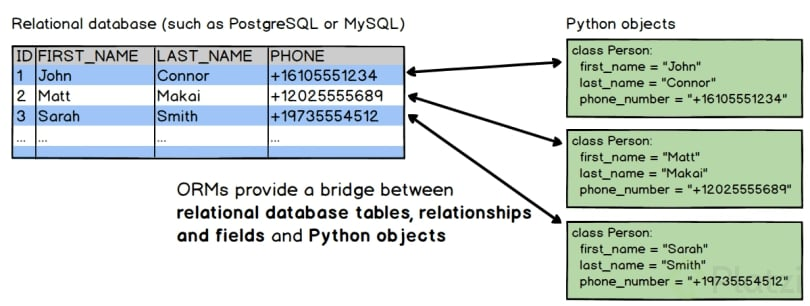 Relational database (such as PostgreSQL or MySQL)
ID FIRST_NAME LAST_NAME PHONE
1 John Connor +16105551234
2 Matt Makai +12025555689
3 Sarah Smith +19735554512
... ... ... ...
ORMs provide a bridge between
relational database tables, relationships
and fields and Python objects
Python objects
class Person:
first_name = "John"
last_name = "Connor"
phone_number = "+16105551234"
class Person:
first_name = "Matt"
last_name = "Makai"
phone_number = "+12025555689"
class Person:
first_name = "Sarah"
last_name = "Smith"
phone_number = "+19735554512"
Platzi